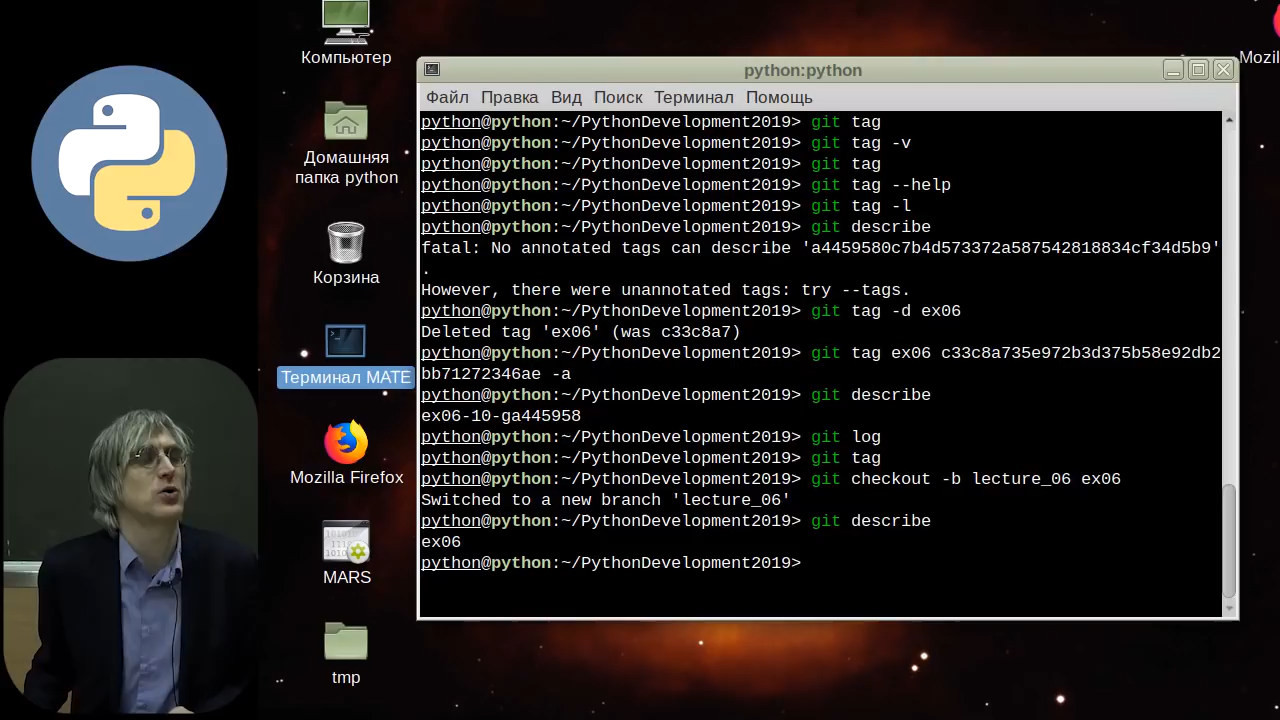 Компьютер
Домашняя
папка python
Корзина
Терминал MATE
Mozilla Firefox
MARS
tmp
Mozil
python:python
Файл Правка Вид Поиск Терминал Помощь
python@python:~/PythonDevelopment2019> git tag
python@python:~/PythonDevelopment2019> git tag -v
python@python:~/PythonDevelopment2019> git tag
python@python:~/PythonDevelopment2019> git tag --help
python@python:~/PythonDevelopment2019> git tag -l
python@python:~/PythonDevelopment2019> git describe
fatal: No annotated tags can describe 'a4459580c7b4d573372a587542818834cf34d5b9'
.
However, there were unannotated tags: try --tags.
python@python:~/PythonDevelopment2019> git tag -d ex06
Deleted tag 'ex06' (was c33c8a7)
python@python:~/PythonDevelopment2019> git tag ex06 c33c8a735e972b3d375b58e92db2
bb71272346ae -a
python@python:~/PythonDevelopment2019> git describe
ex06-10-ga445958
python@python:~/PythonDevelopment2019> git log
python@python:~/PythonDevelopment2019> git tag
python@python:~/PythonDevelopment2019> git checkout -b lecture_06 ex06
Switched to a new branch 'lecture_06'
python@python:~/PythonDevelopment2019> git describe
ex06
python@python:~/PythonDevelopment2019>